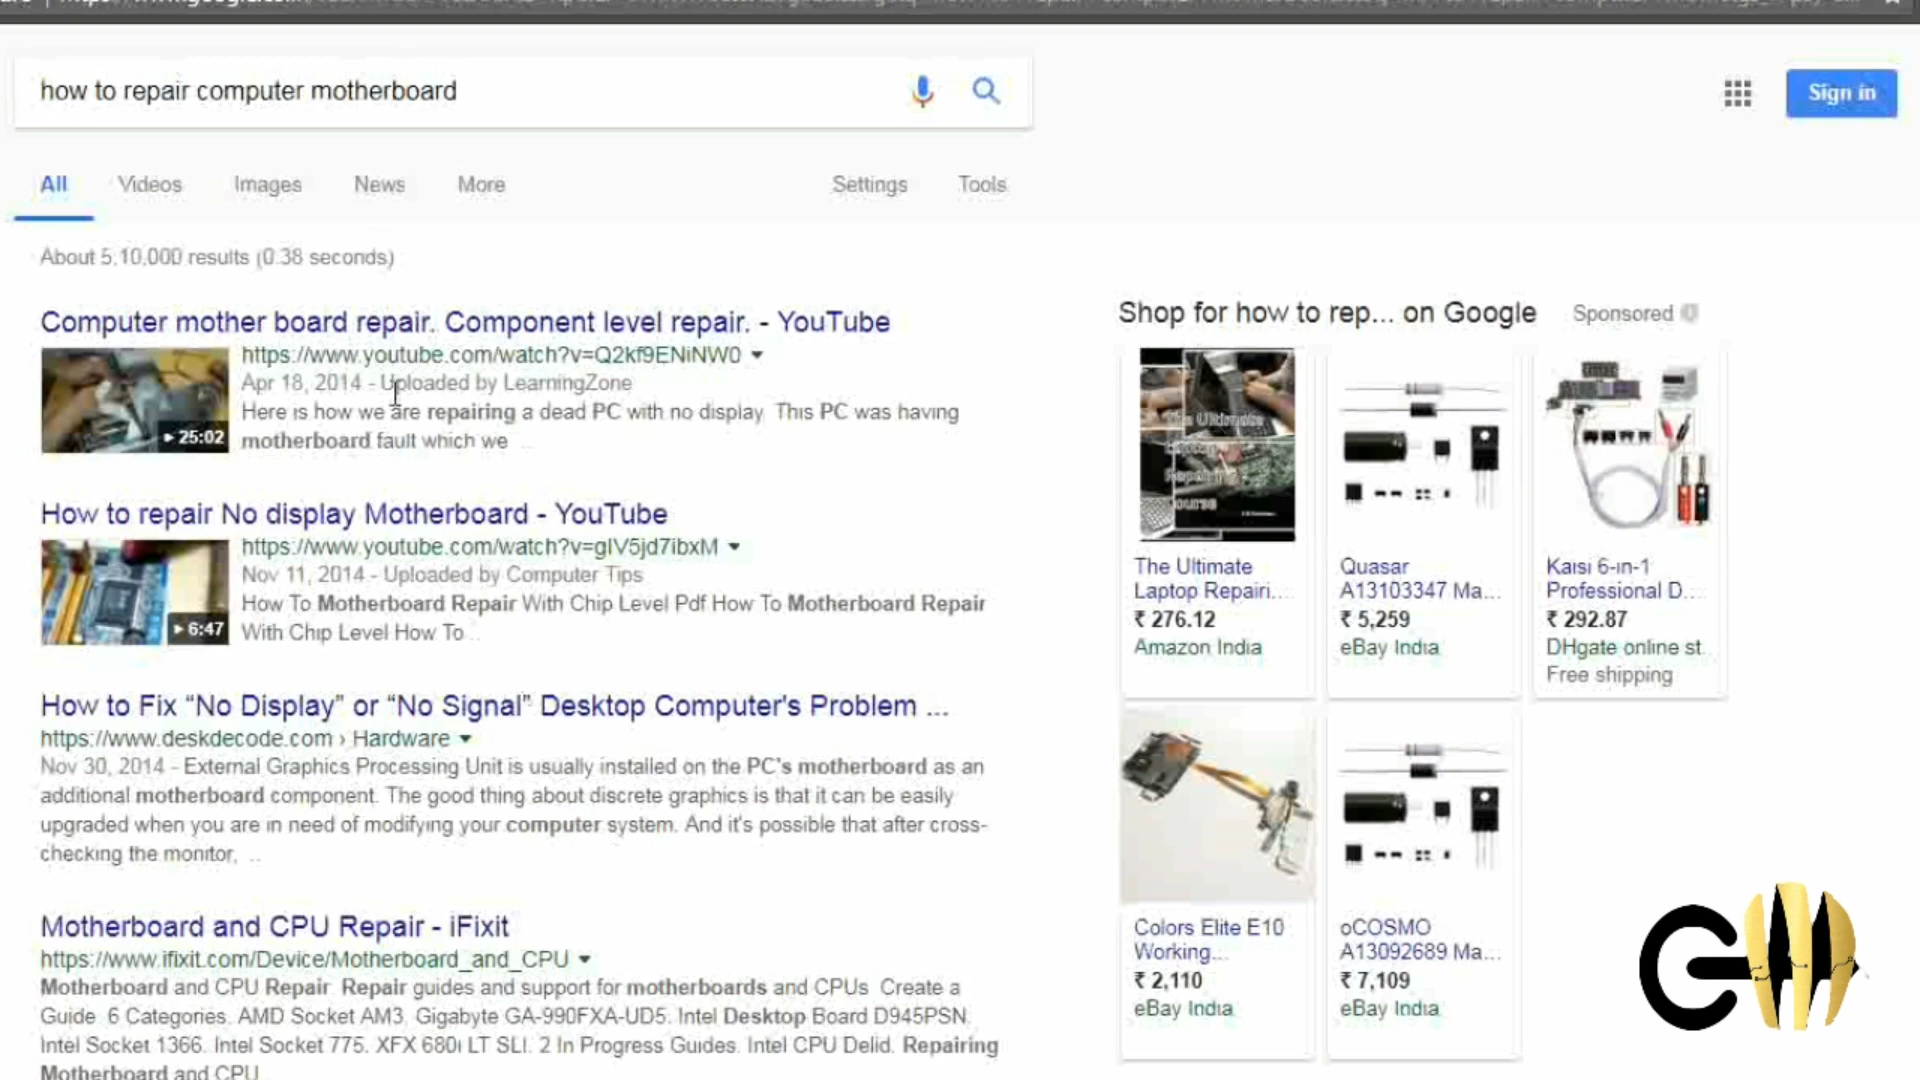 how to repair computer motherboard
Sign in
All
Videos
Images
News
More
Settings
Tools
About 5,10,000 results (0.38 seconds)
Computer mother board repair. Component level repair. - YouTube
https://www.youtube.com/watch?v=Q2kf9ENiNW0
Apr 18, 2014 - Uploaded by LearningZone
Here is how we are repairing a dead PC with no display This PC was having
motherboard fault which we ...
25:02
How to repair No display Motherboard - YouTube
https://www.youtube.com/watch?v=gIV5jd7ibxM
Nov 11, 2014 - Uploaded by Computer Tips
How To Motherboard Repair With Chip Level Pdf How To Motherboard Repair
With Chip Level How To ...
6:47
How to Fix “No Display” or “No Signal” Desktop Computer's Problem ...
https://www.deskdecode.com › Hardware
Nov 30, 2014 - External Graphics Processing Unit is usually installed on the PC's motherboard as an
additional motherboard component. The good thing about discrete graphics is that it can be easily
upgraded when you are in need of modifying your computer system. And it's possible that after cross-
checking the monitor, ...
Motherboard and CPU Repair - iFixit
https://www.ifixit.com/Device/Motherboard_and_CPU
Motherboard and CPU Repair Repair guides and support for motherboards and CPUs Create a
Guide 6 Categories. AMD Socket AM3. Gigabyte GA-990FXA-UD5. Intel Desktop Board D945PSN.
Intel Socket 1366. Intel Socket 775. XFX 680i LT SLI. 2 In Progress Guides. Intel CPU Delid. Repairing
Motherboard and CPU
Shop for how to rep... on Google
Sponsored
The Ultimate
Laptop Repairi...
₹ 276.12
Amazon India
Quasar
A13103347 Ma...
₹ 5,259
eBay India
Kaisi 6-in-1
Professional D...
₹ 292.87
DHgate online st
Free shipping
Colors Elite E10
Working...
₹ 2,110
eBay India
oCOSMO
A13092689 Ma...
₹ 7,109
eBay India